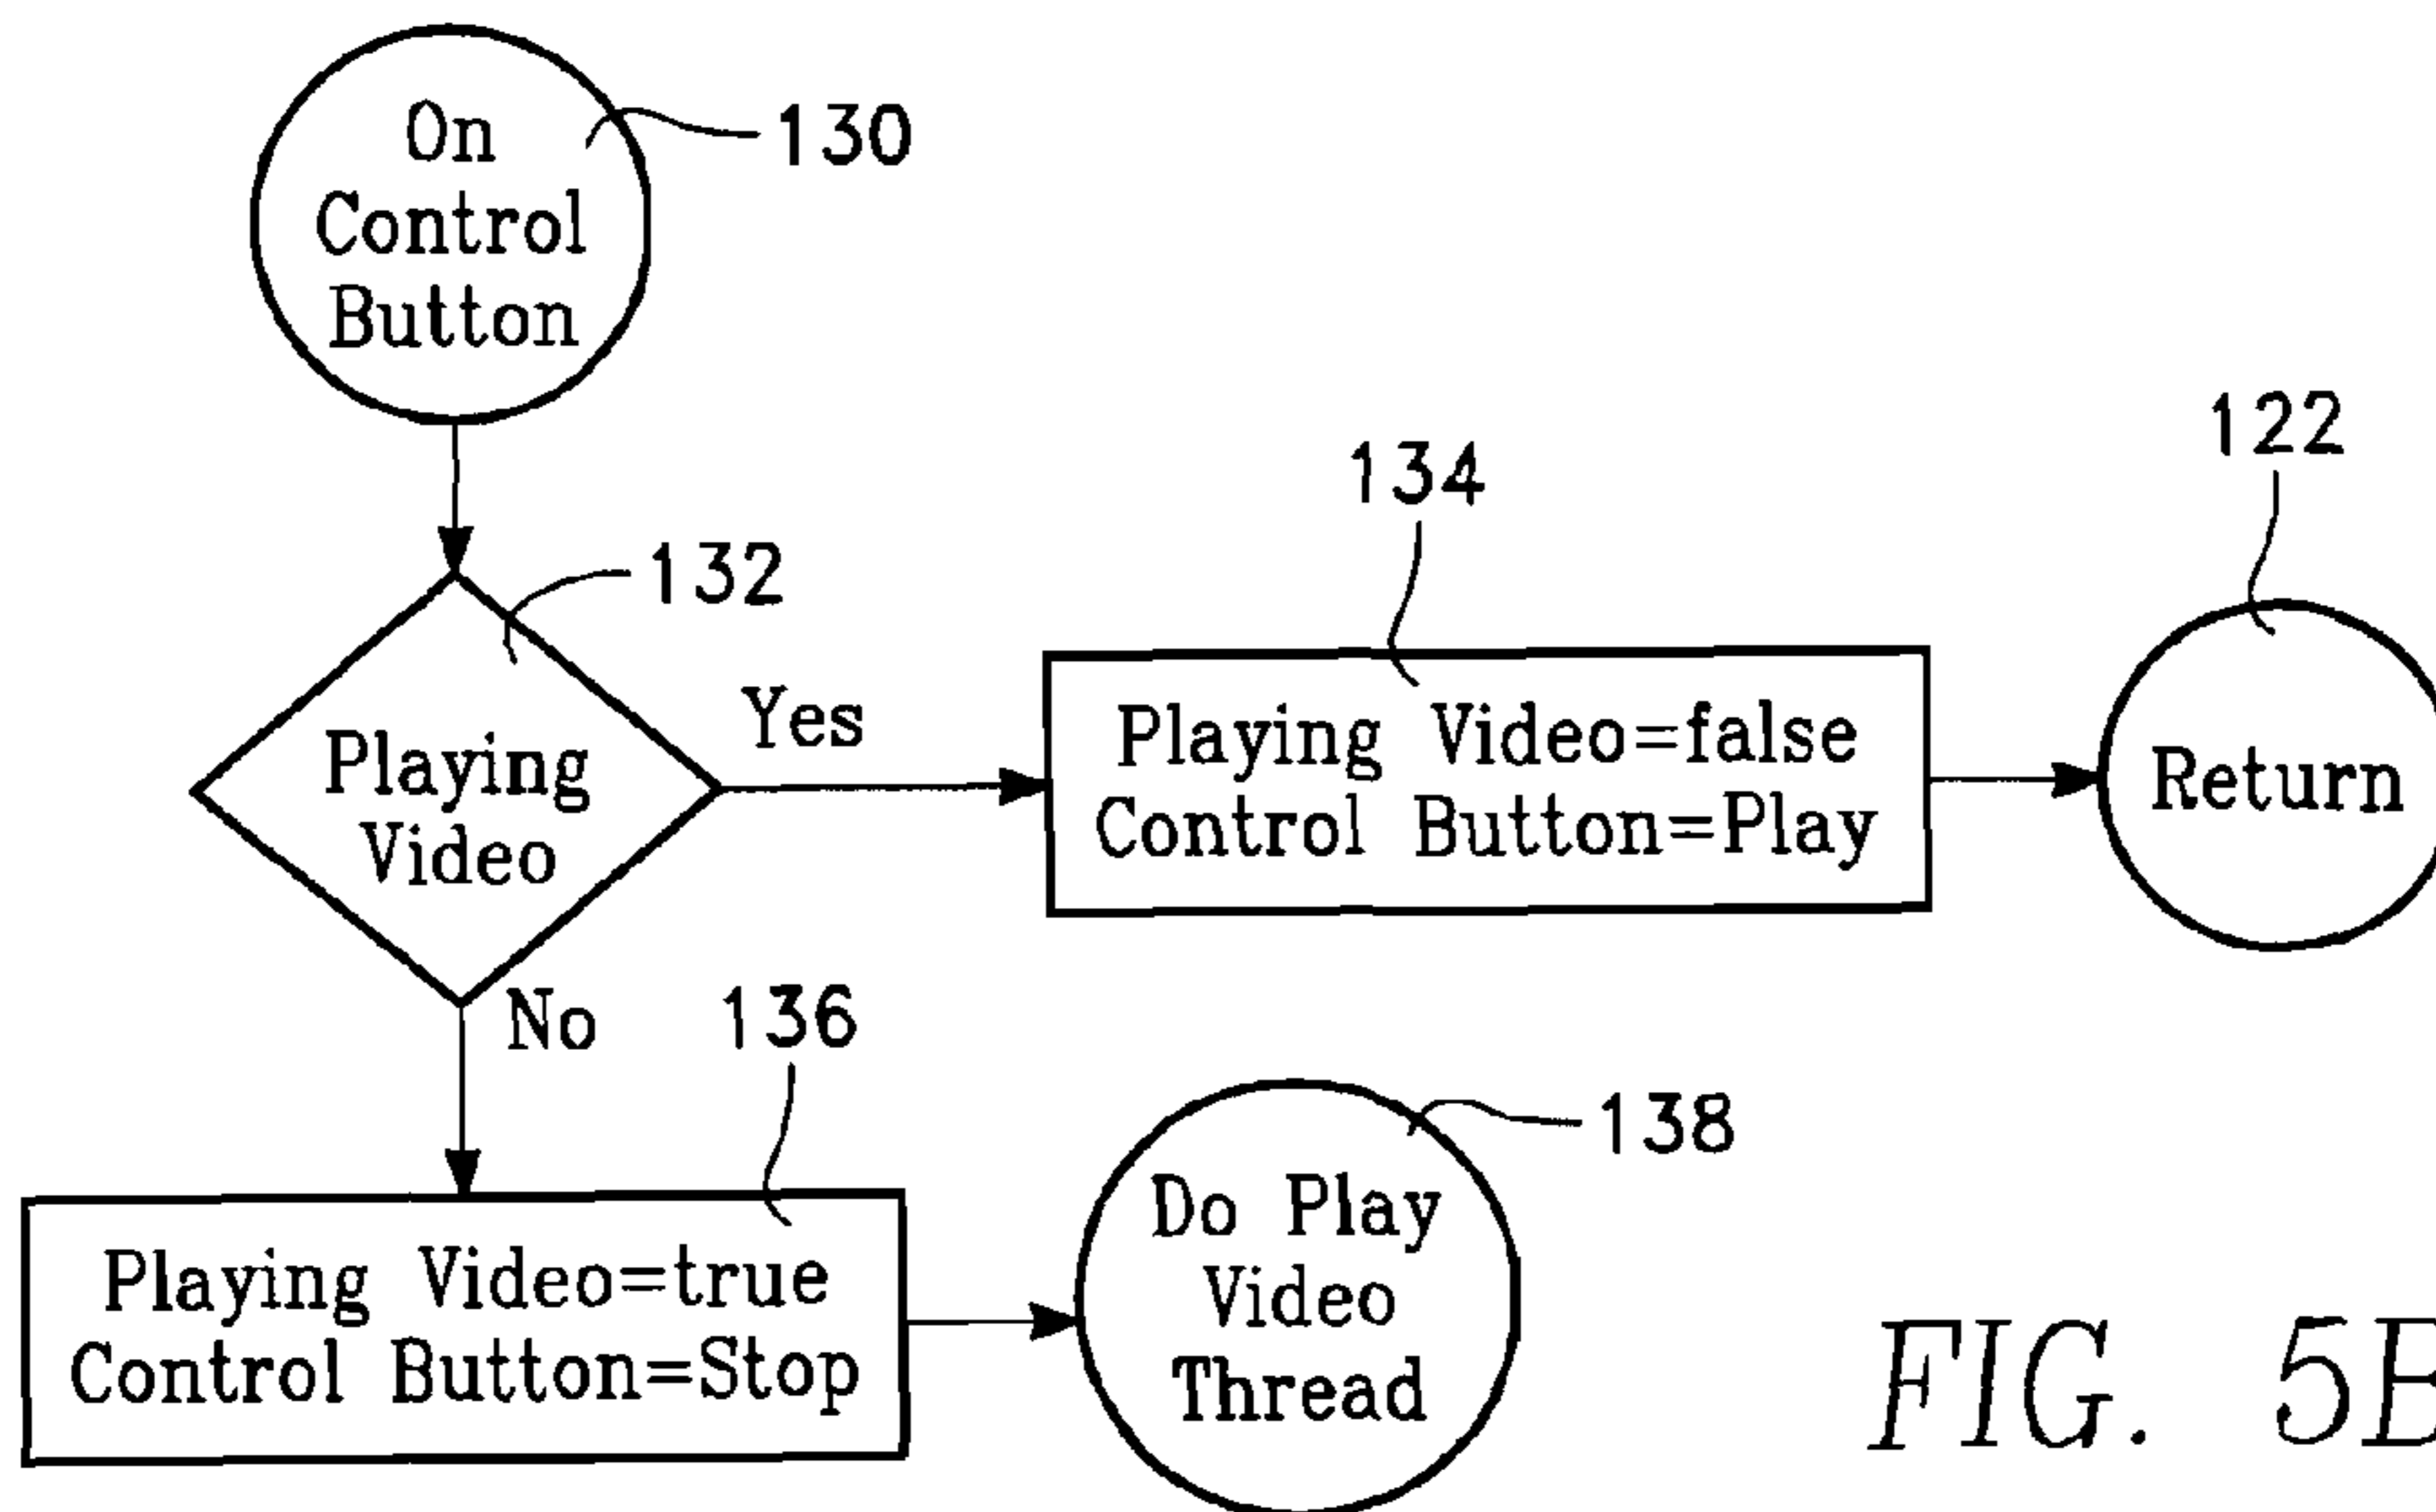 On
Control
Button
130
132
Playing
Video
Yes
134
Playing Video=false
Control Button=Play
122
Return
No
136
Playing Video=true
Control Button=Stop
138
Do Play
Video
Thread
FIG.